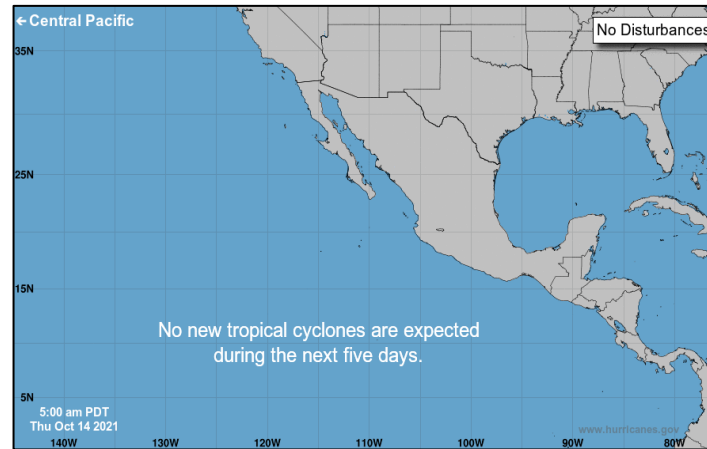 ← Central Pacific
No Disturbances
35N
25N
15N
No new tropical cyclones are expected
during the next five days.
5N
5:00 am PDT
Thu Oct 14 2021
www.hurricanes.gov
140W 130W 120W 110W 100W 90W 80W